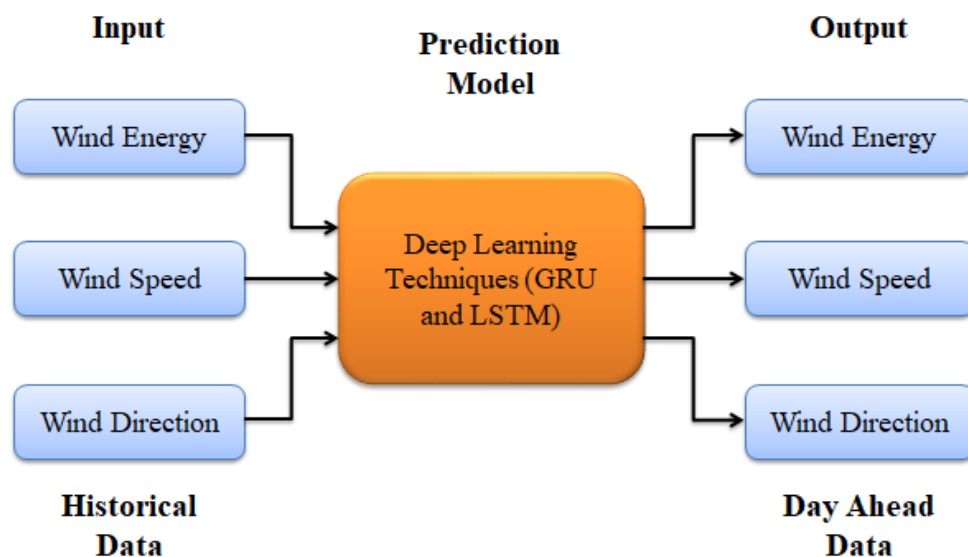 Input
Prediction
Model
Output
Wind Energy
Wind Speed
Wind Direction
Deep Learning
Techniques (GRU
and LSTM)
Wind Energy
Wind Speed
Wind Direction
Historical
Data
Day Ahead
Data